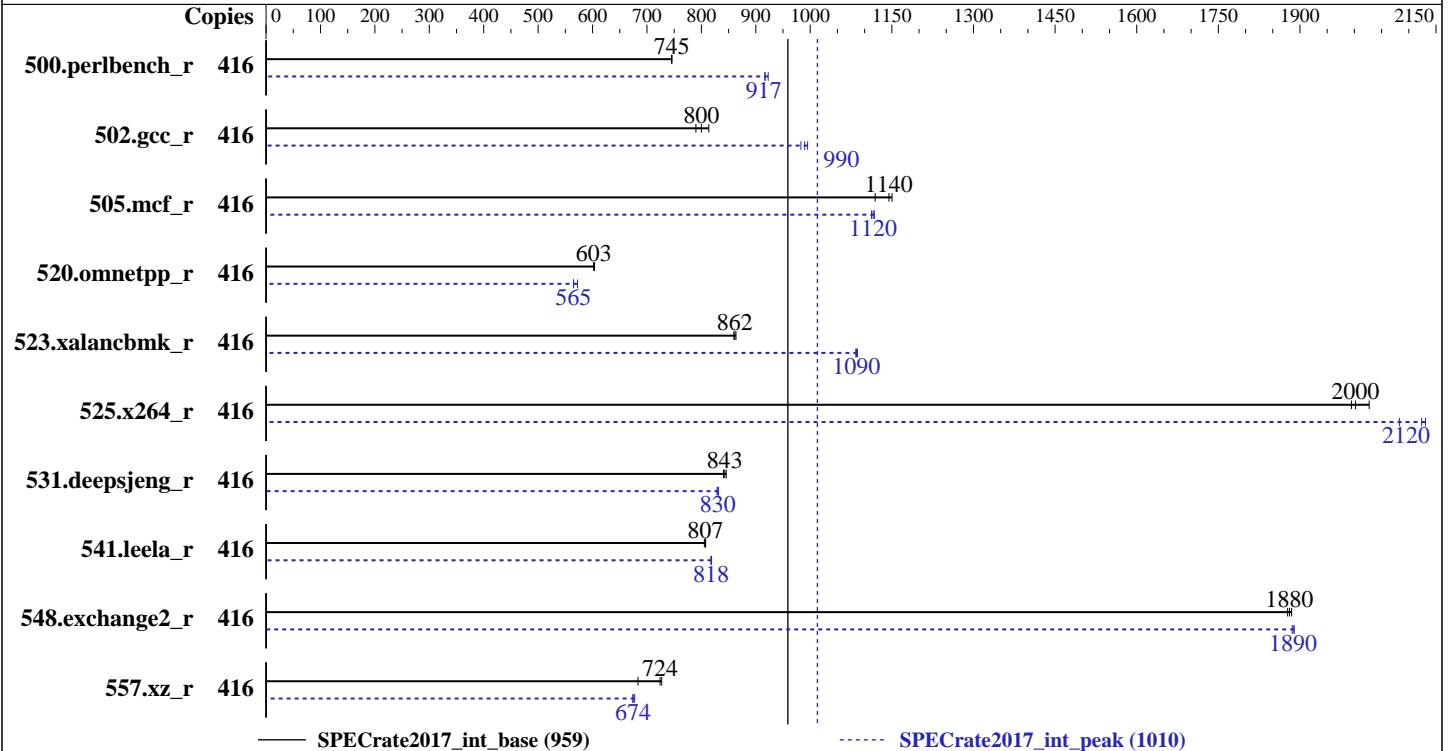 Copies 0 100 200 300 400 500 600 700 800 900 1000 1150 1300 1450 1600 1750 1900 2150
500.perlbench_r 416 745
917
502.gcc_r 416 800
990
505.mcf_r 416 1140
1120
520.omnetpp_r 416 603
565
523.xalancbmk_r 416 862
1090
525.x264_r 416 2000
2120
531.deepsjeng_r 416 843
830
541.leela_r 416 807
818
548.exchange2_r 416 1880
1890
557.xz_r 416 724
674
SPECrate2017_int_base (959) SPECrate2017_int_peak (1010)